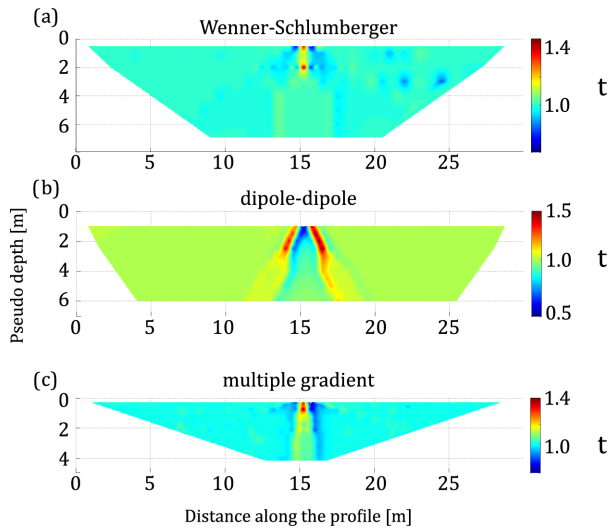 (a) Wenner-Schlumberger
0 2 4 6
0 5 10 15 20 25
1.4 1.0 t
(b) dipole-dipole
0 2 4 6
0 5 10 15 20 25
1.5 1.0 0.5 t
Pseudo depth [m]
(c) multiple gradient
0 2 4
0 5 10 15 20 25
1.4 1.0 t
Distance along the profile [m]